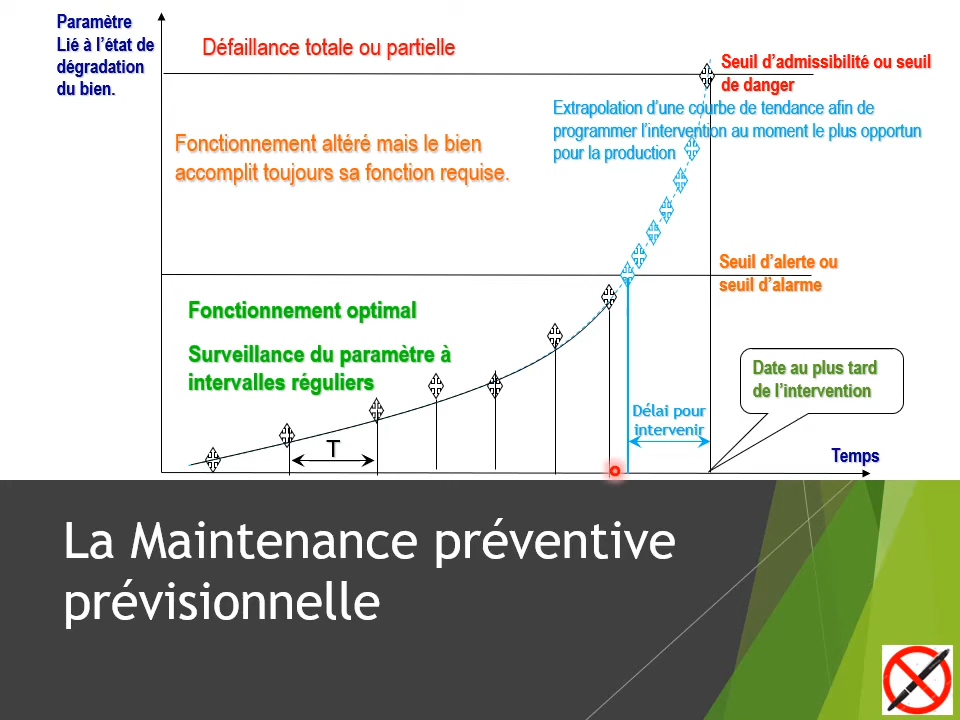 Paramètre
Lié à l'état de
dégradation
du bien.
Défaillance totale ou partielle
Seuil d'admissibilité ou seuil
de danger
Extrapolation d'une courbe de tendance afin de
programmer l'intervention au moment le plus opportun
pour la production
Fonctionnement altéré mais le bien
accomplit toujours sa fonction requise.
Seuil d'alerte ou
seuil d'alarme
Fonctionnement optimal
Surveillance du paramètre à
intervalles réguliers
Date au plus tard
de l'intervention
Délai pour
intervenir
T
Temps
La Maintenance préventive
prévisionnelle